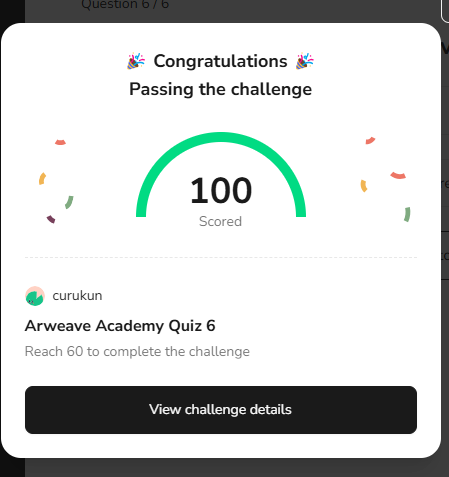 Question 6 / 6
Congratulations
Passing the challenge
100
Scored
curukun
Arweave Academy Quiz 6
Reach 60 to complete the challenge
View challenge details